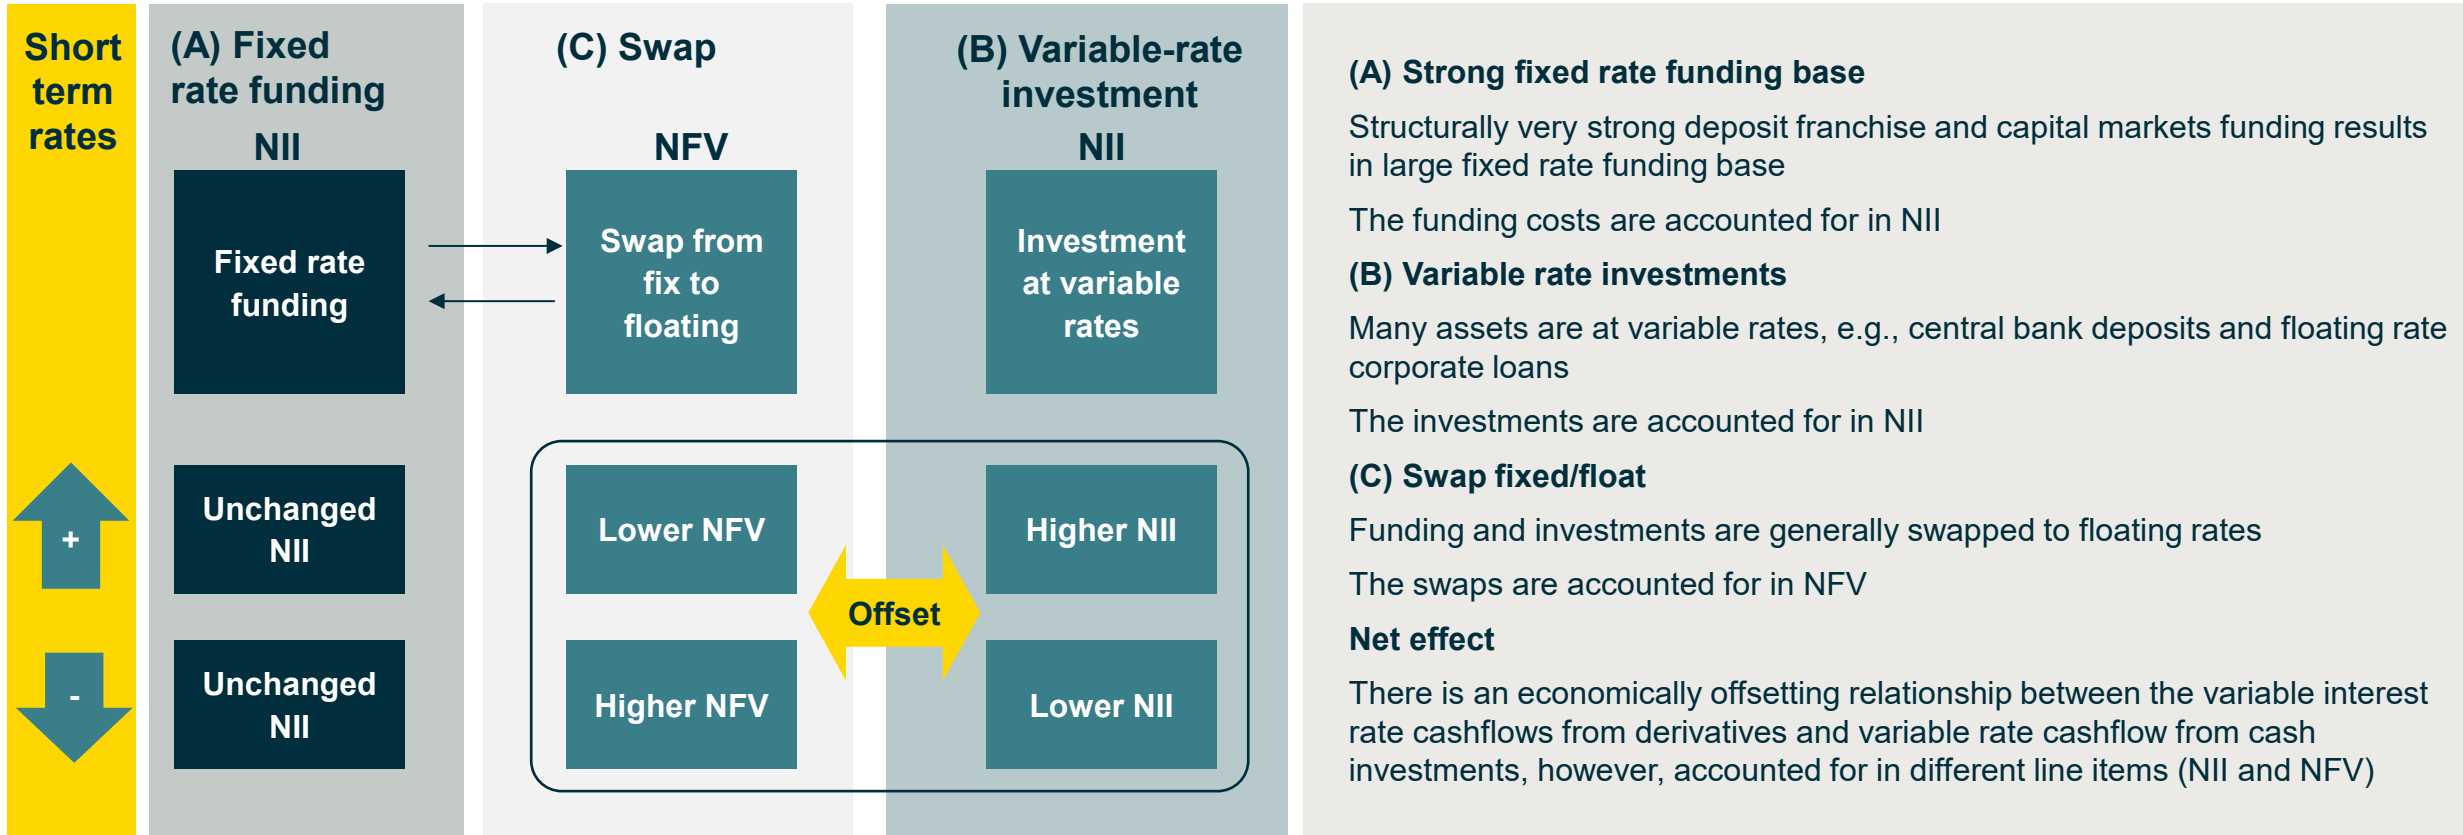 Short
term
rates
(A) Fixed
rate funding
NII
Fixed rate
funding
Unchanged
NII
Unchanged
NII
(C) Swap
NFV
Swap from
fix to
floating
Lower NFV
Higher NFV
(B) Variable-rate
investment
NII
Investment
at variable
rates
Higher NII
Lower NII
Offset
+
-
(A) Strong fixed rate funding base
Structurally very strong deposit franchise and capital markets funding results
in large fixed rate funding base
The funding costs are accounted for in NII
(B) Variable rate investments
Many assets are at variable rates, e.g., central bank deposits and floating rate
corporate loans
The investments are accounted for in NII
(C) Swap fixed/float
Funding and investments are generally swapped to floating rates
The swaps are accounted for in NFV
Net effect
There is an economically offsetting relationship between the variable interest
rate cashflows from derivatives and variable rate cashflow from cash
investments, however, accounted for in different line items (NII and NFV)